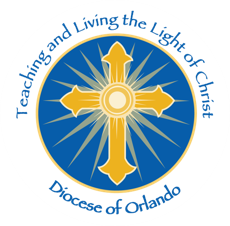 Teaching and Living the Light of Christ
Diocese of Orlando